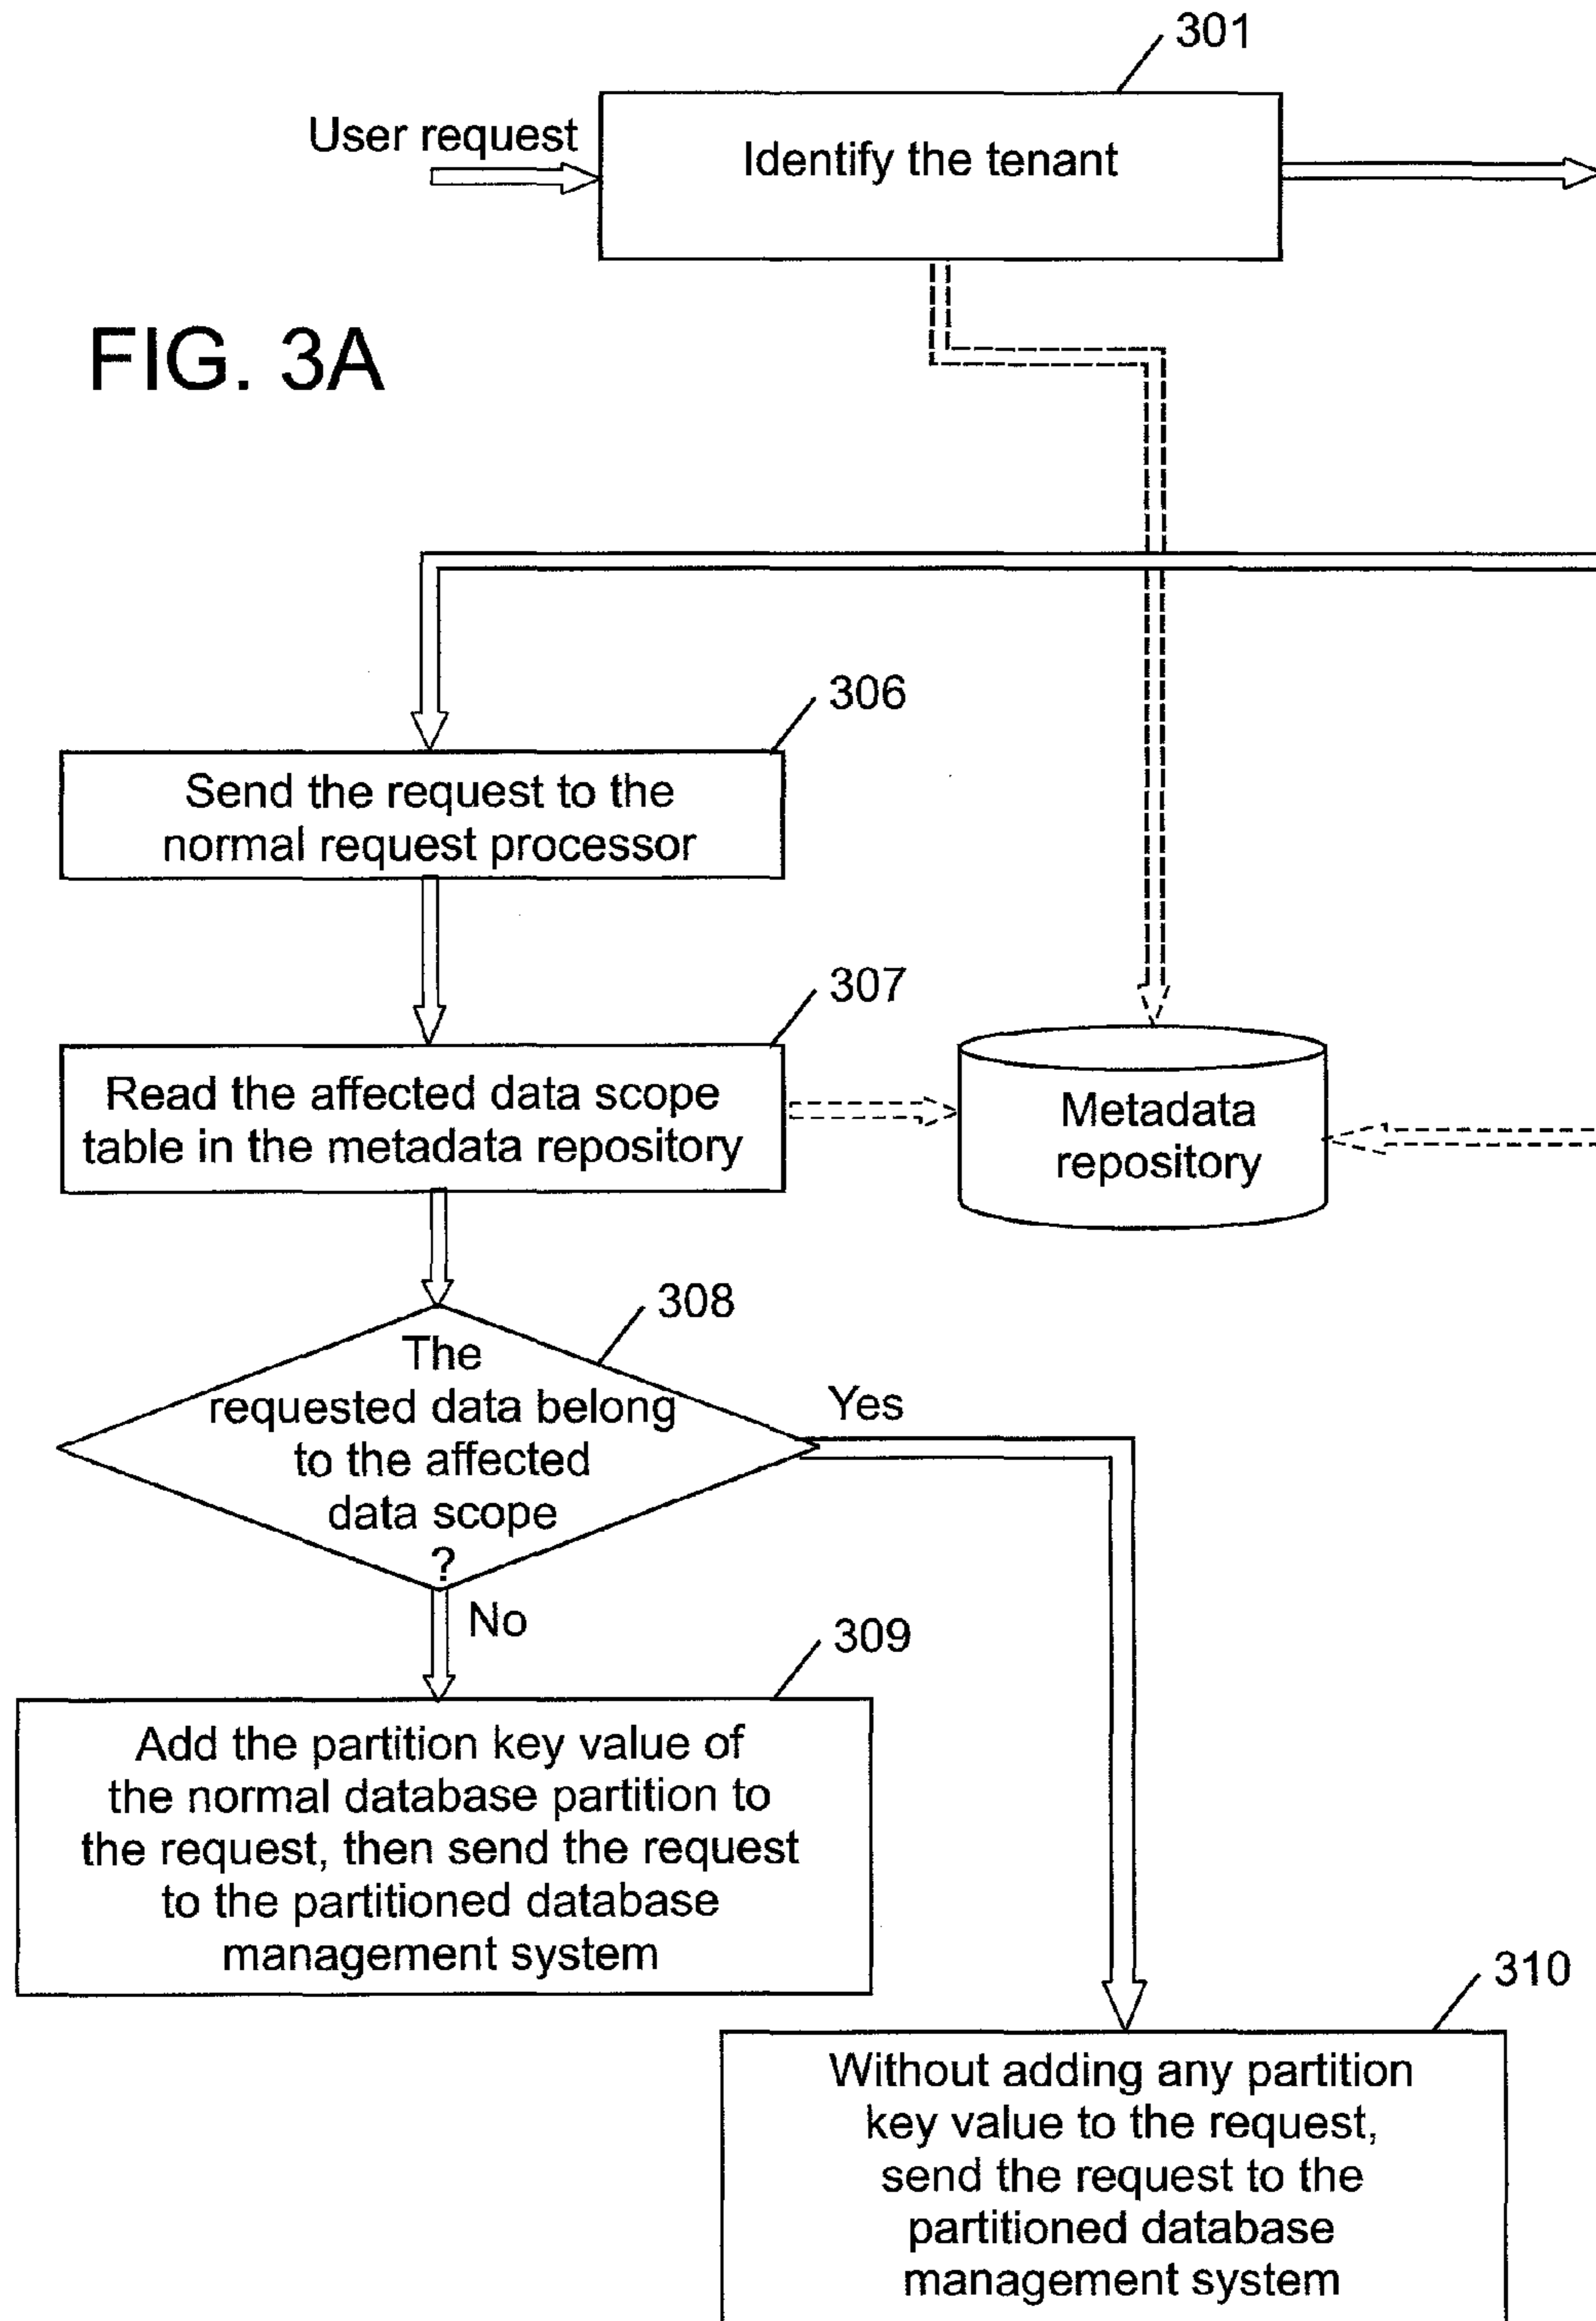 301
User request
Identify the tenant
FIG. 3A
306
Send the request to the
normal request processor
307
Read the affected data scope
table in the metadata repository
Metadata
repository
308
The
requested data belong
to the affected
data scope
?
Yes
No
309
Add the partition key value of
the normal database partition to
the request, then send the request
to the partitioned database
management system
310
Without adding any partition
key value to the request,
send the request to the
partitioned database
management system